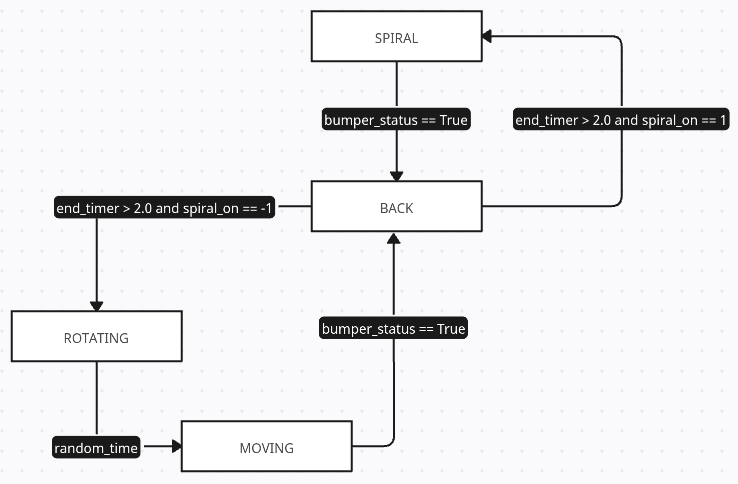 SPIRAL
bumper_status == True
end_timer > 2.0 and spiral_on == 1
BACK
end_timer > 2.0 and spiral_on == -1
ROTATING
bumper_status == True
random_time
MOVING